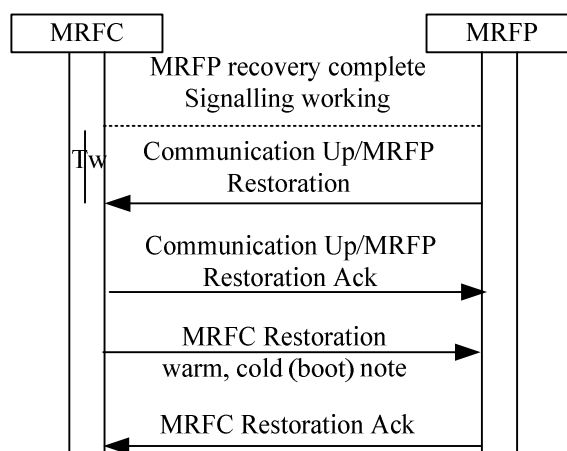 MRFC
MRFP
MRFP recovery complete
Signalling working
Tw
Communication Up/MRFP
Restoration
Communication Up/MRFP
Restoration Ack
MRFC Restoration
warm, cold (boot) note
MRFC Restoration Ack